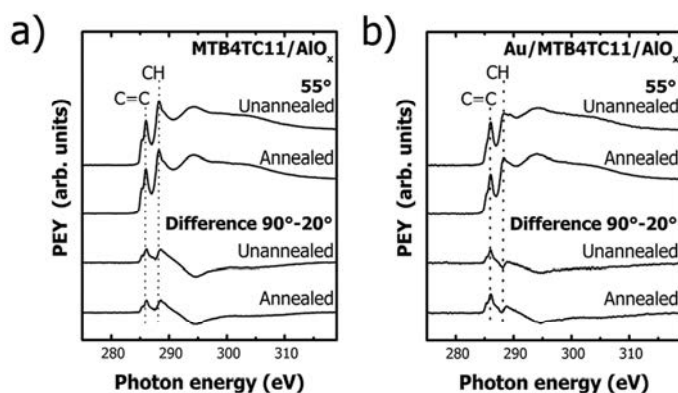 a)
MTB4TC11/AlOx
55°
CH
C=C
Unannealed
Annealed
Difference 90°-20°
Unannealed
Annealed
PEY (arb. units)
280 290 300 310
Photon energy (eV)
b)
Au/MTB4TC11/AlOx
55°
CH
C=C
Unannealed
Annealed
Difference 90°-20°
Unannealed
Annealed
PEY (arb. units)
280 290 300 310
Photon energy (eV)